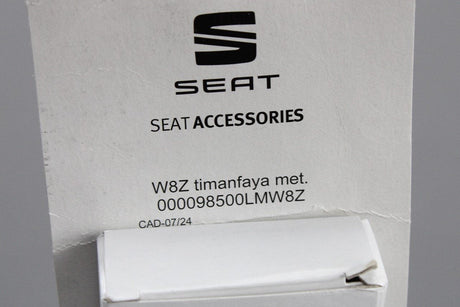 SEAT
SEAT ACCESSORIES
W8Z timanfaya met.
000098500LMW8Z
CAD-07/24